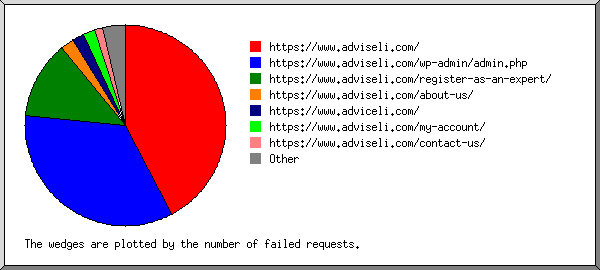 https://www.adviseli.com/
https://www.adviseli.com/wp-admin/admin.php
https://www.adviseli.com/register-as-an-expert/
https://www.adviseli.com/about-us/
https://www.adviceli.com/
https://www.adviseli.com/my-account/
https://www.adviseli.com/contact-us/
Other
The wedges are plotted by the number of failed requests.